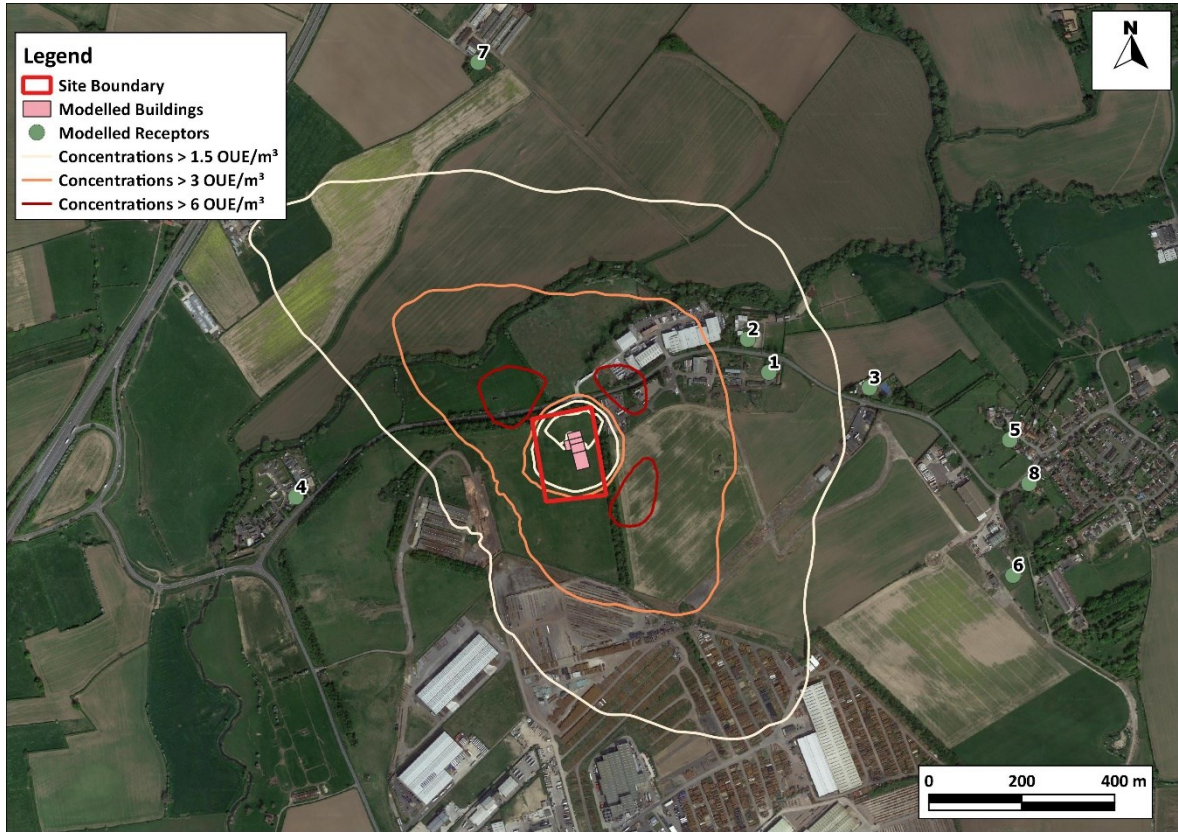 Legend
Site Boundary
Modelled Buildings
Modelled Receptors
Concentrations > 1.5 OUE/m³
Concentrations > 3 OUE/m³
Concentrations > 6 OUE/m³
N
7
2
1
3
5
8
4
6
0 200 400 m